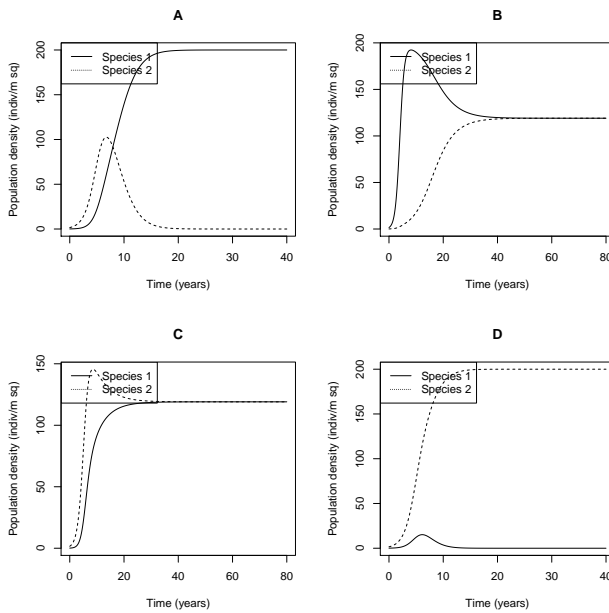 A
Population density (indiv/m sq)
0 50 100 150 200
Species 1
Species 2
0 10 20 30 40
Time (years)
B
Population density (indiv/m sq)
0 50 100 150 200
Species 1
Species 2
0 20 40 60 80
Time (years)
C
Population density (indiv/m sq)
0 50 100 150
Species 1
Species 2
0 20 40 60 80
Time (years)
D
Population density (indiv/m sq)
0 50 100 150 200
Species 1
Species 2
0 10 20 30 40
Time (years)